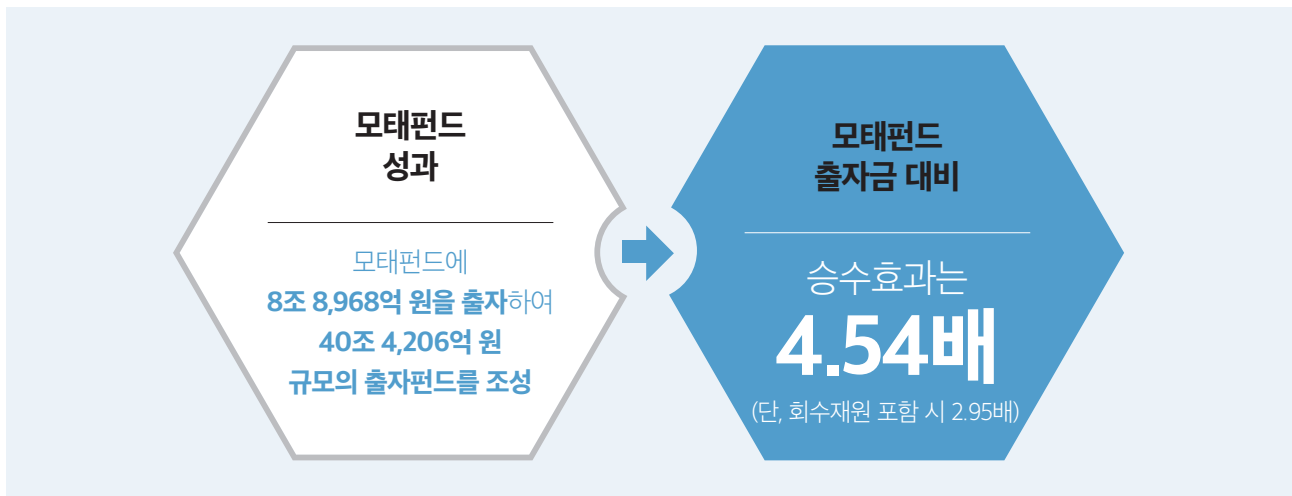 모태펀드
성과
모태펀드에
8조 8,968억 원을 출자하여
40조 4,206억 원
규모의 출자펀드를 조성
모태펀드
출자금 대비
승수효과는
4.54배
(단, 회수재원 포함 시 2.95배)